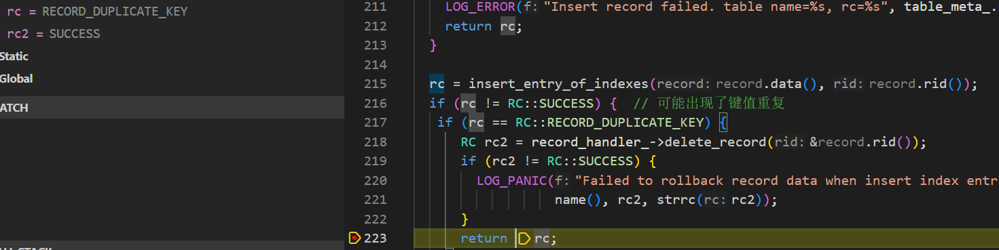 rc = RECORD_DUPLICATE_KEY
rc2 = SUCCESS
Static
Global
ATCH
211 LOG_ERROR(f: "Insert record failed. table name=%s, rc=%s", table_meta_..
212 return rc;
213 }
214
215 rc = insert_entry_of_indexes(record: record.data(), rid: record.rid());
216 if (rc != RC::SUCCESS) { // 可能出现了键值重复
217 if (rc == RC::RECORD_DUPLICATE_KEY) {
218 RC rc2 = record_handler_->delete_record(rid: &record.rid());
219 if (rc2 != RC::SUCCESS) {
220 LOG_PANIC(f: "Failed to rollback record data when insert index entr
221 name(), rc2, strrc(rc: rc2));
222 }
223 return rc;